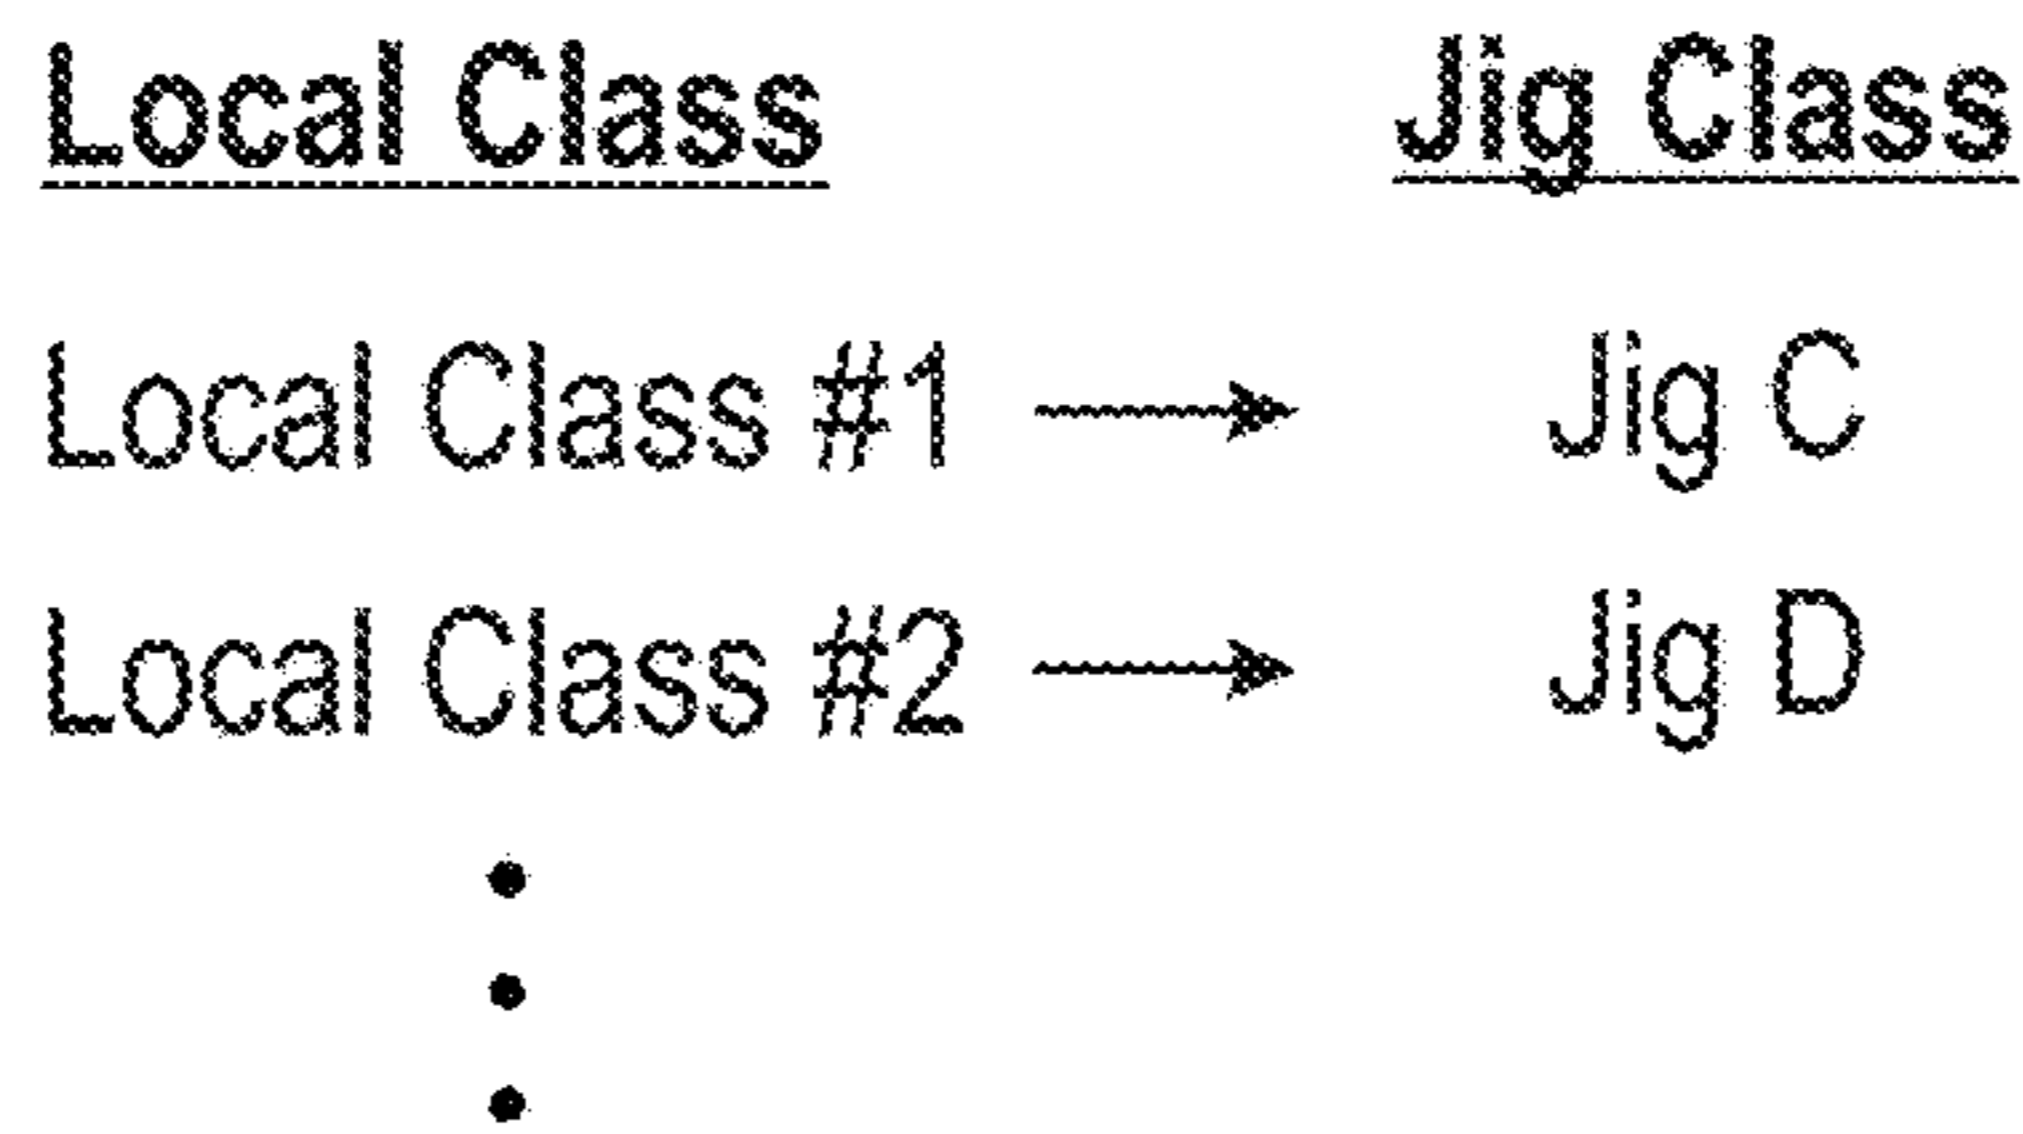 Local Class Jig Class
Local Class #1 → Jig C
Local Class #2 → Jig D